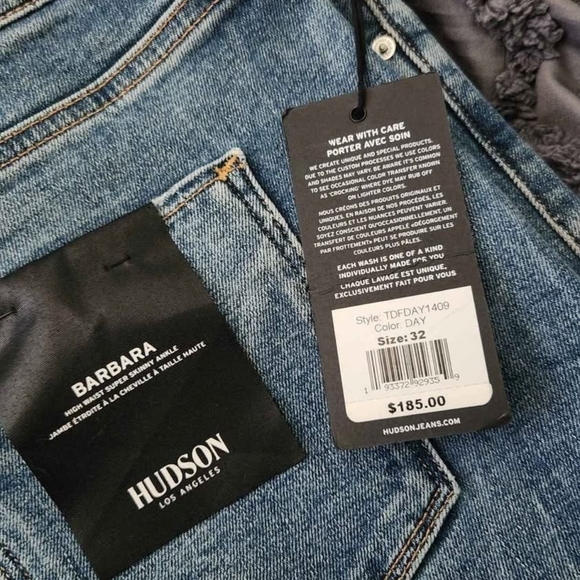 BARBARA
HIGH WAIST SUPER SKINNY ANKLE
JAMBE ÉTROITE À LA CHEVILLE À TAILLE HAUTE
HUDSON
LOS ANGELES
WEAR WITH CARE
PORTER AVEC SOIN
WE CREATE UNIQUE AND SPECIAL PRODUCTS.
DUE TO THE CUSTOM PROCESSES WE USE COLORS
AND SHADES MAY VARY. BE AWARE IT'S COMMON
TO SEE OCCASIONAL COLOR TRANSFER KNOWN
AS 'CROCKING' WHERE DYE MAY RUB OFF
ON LIGHTER COLORS.
NOUS CRÉONS DES PRODUITS ORIGINAUX ET
UNIQUES. EN RAISON DE NOS PROCÉDÉS, LES
COULEURS ET LES NUANCES PEUVENT VARIER.
SOYEZ CONSCIENT QU'OCCASIONNELLEMENT, UN
TRANSFERT DE COULEURS APPELÉ «DÉGORGEMENT
PAR FROTTEMENT» PEUT SE PRODUIRE SUR LES
COULEURS PLUS PÂLES.
EACH WASH IS ONE OF A KIND
INDIVIDUALLY MADE FOR YOU
CHAQUE LAVAGE EST UNIQUE,
EXCLUSIVEMENT FAIT POUR VOUS
Style: TDFDAY1409
Color: DAY
Size: 32
1 93372 92935 9
$185.00
HUDSONJEANS.COM